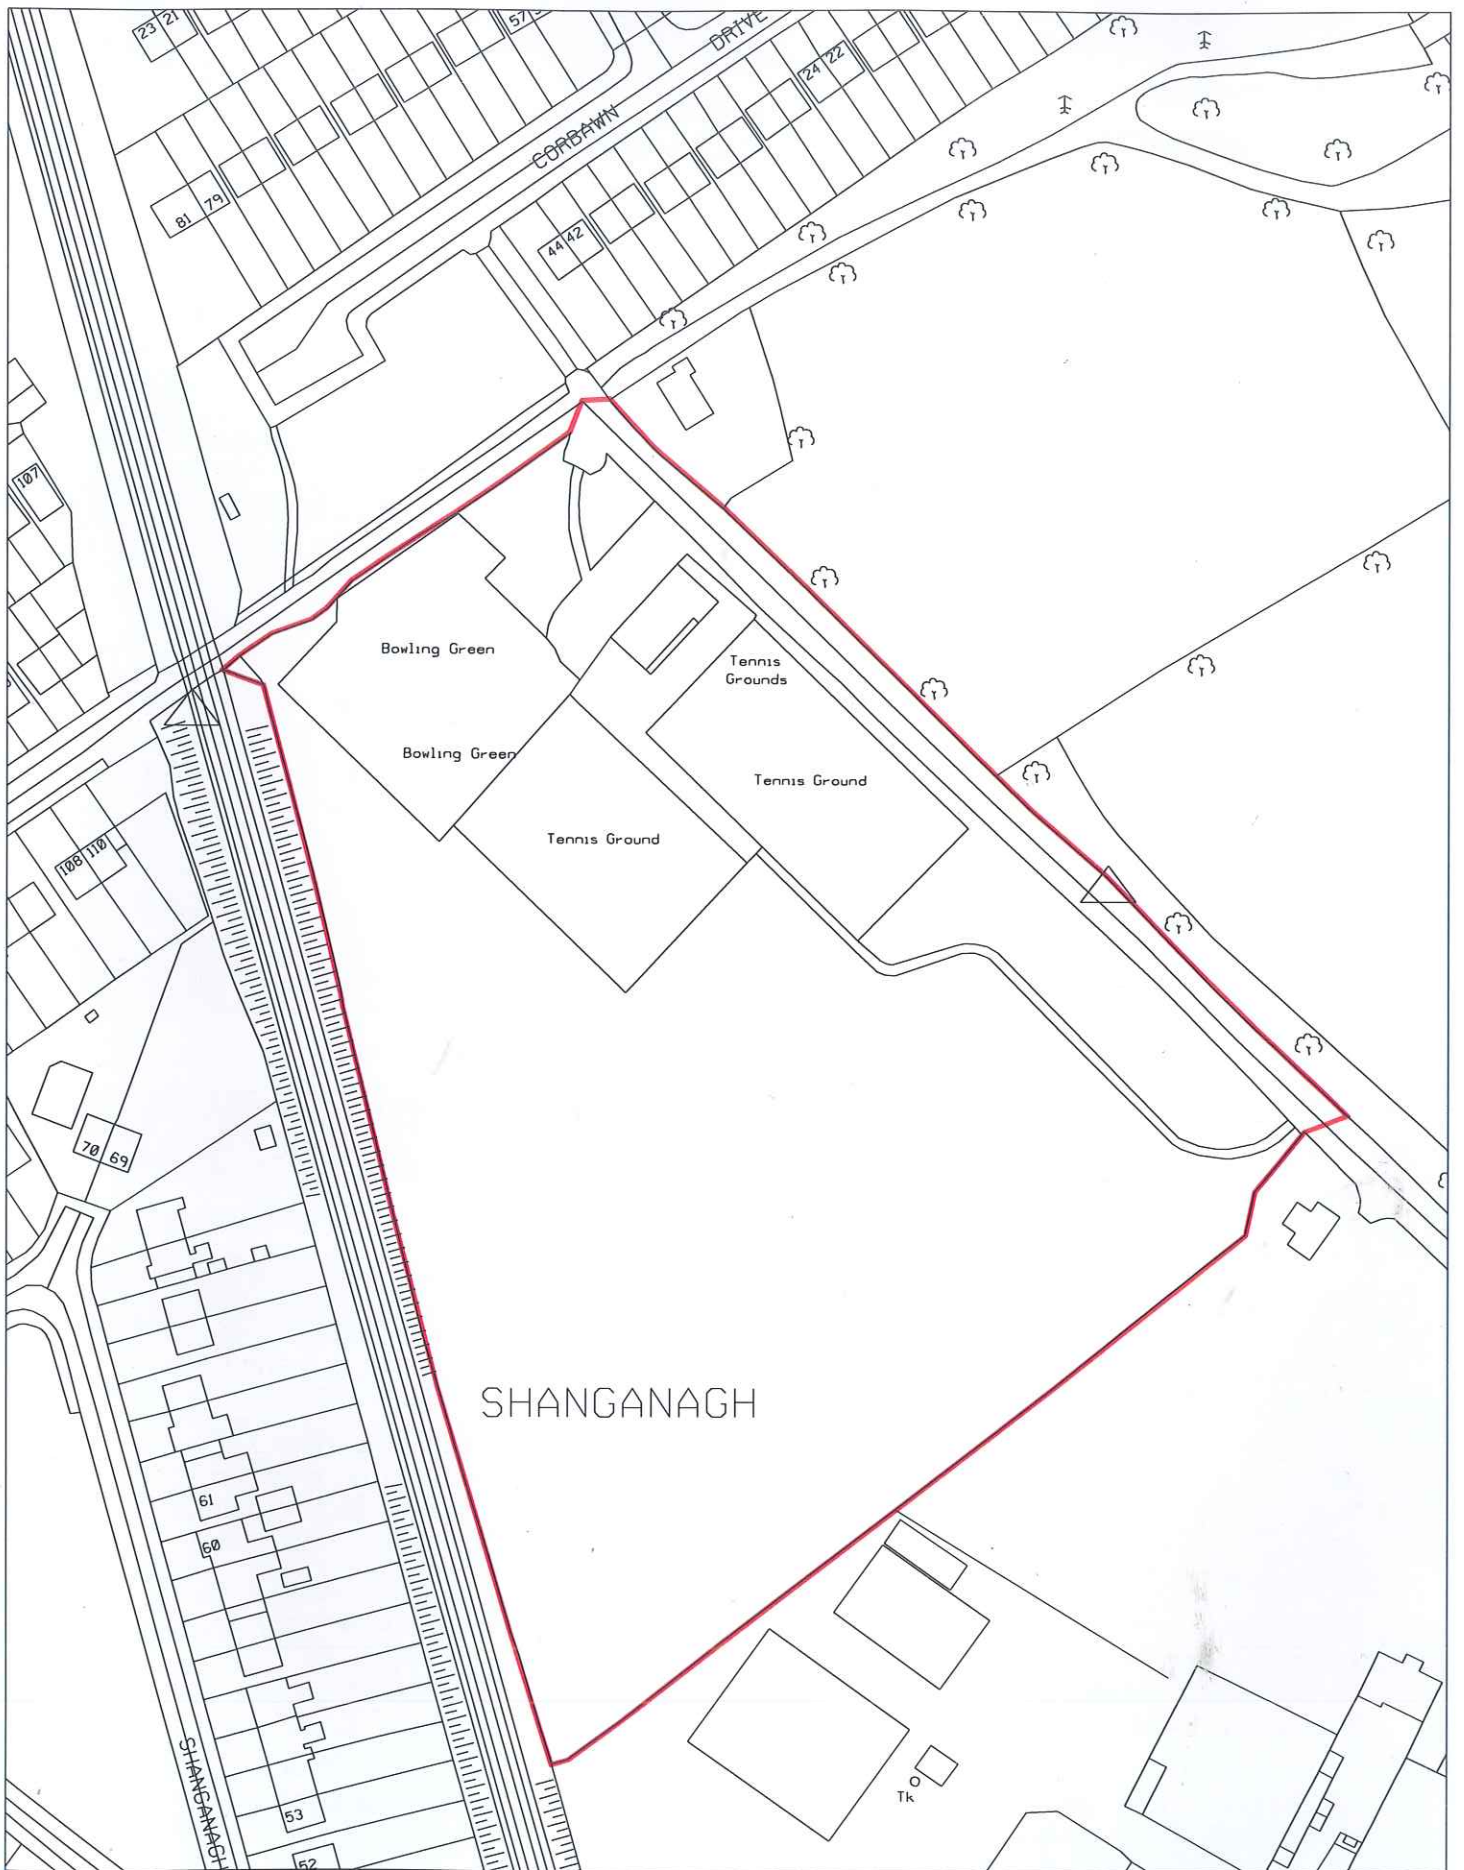 23 21
57
DRIVE
24 22
CORBAWN
81 79
44 42
107
Bowling Green
Tennis
Grounds
Bowling Green
Tennis Ground
Tennis Ground
108 110
70 69
SHANGANAGH
61
60
53
52
SHANGANAGH
Tk